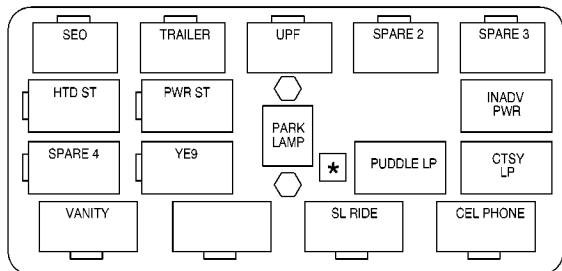 SEO
TRAILER
UPF
SPARE 2
SPARE 3
HTD ST
PWR ST
PARK
LAMP
INADV
PWR
SPARE 4
YE9
*
PUDDLE LP
CTSY
LP
VANITY
SL RIDE
CEL PHONE